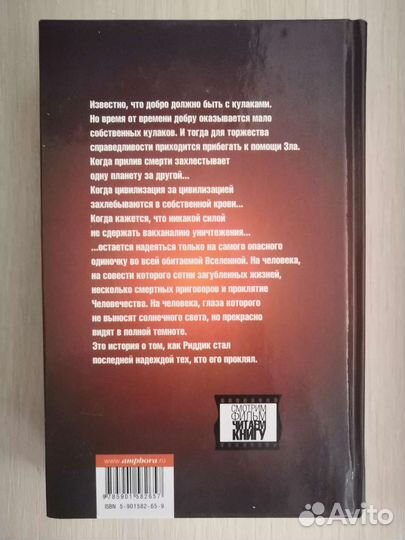 Известно, что добро должно быть с кулаками.
Но время от времени добру оказывается мало
собственных кулаков. И тогда для торжества
справедливости приходится прибегать к помощи Зла.
Когда прилив смерти захлестывает
одну планету за другой...
Когда цивилизация за цивилизацией
захлебываются в собственной крови...
Когда кажется, что никакой силой
не сдержать вакханалию уничтожения...
...остается надеяться только на самого опасного
одиночку во всей обитаемой Вселенной. На человека,
на совести которого сотни загубленных жизней,
несколько смертных приговоров и проклятие
Человечества. На человека, глаза которого
не выносят солнечного света, но прекрасно
видят в полной темноте.
Это история о том, как Риддик стал
последней надеждой тех, кто его проклял.
СМОТРИМ
ФИЛЬМ
ЧИТАЕМ
КНИГУ
www.amphora.ru
9 785901 582657
ISBN 5-901582-65-9
Avito